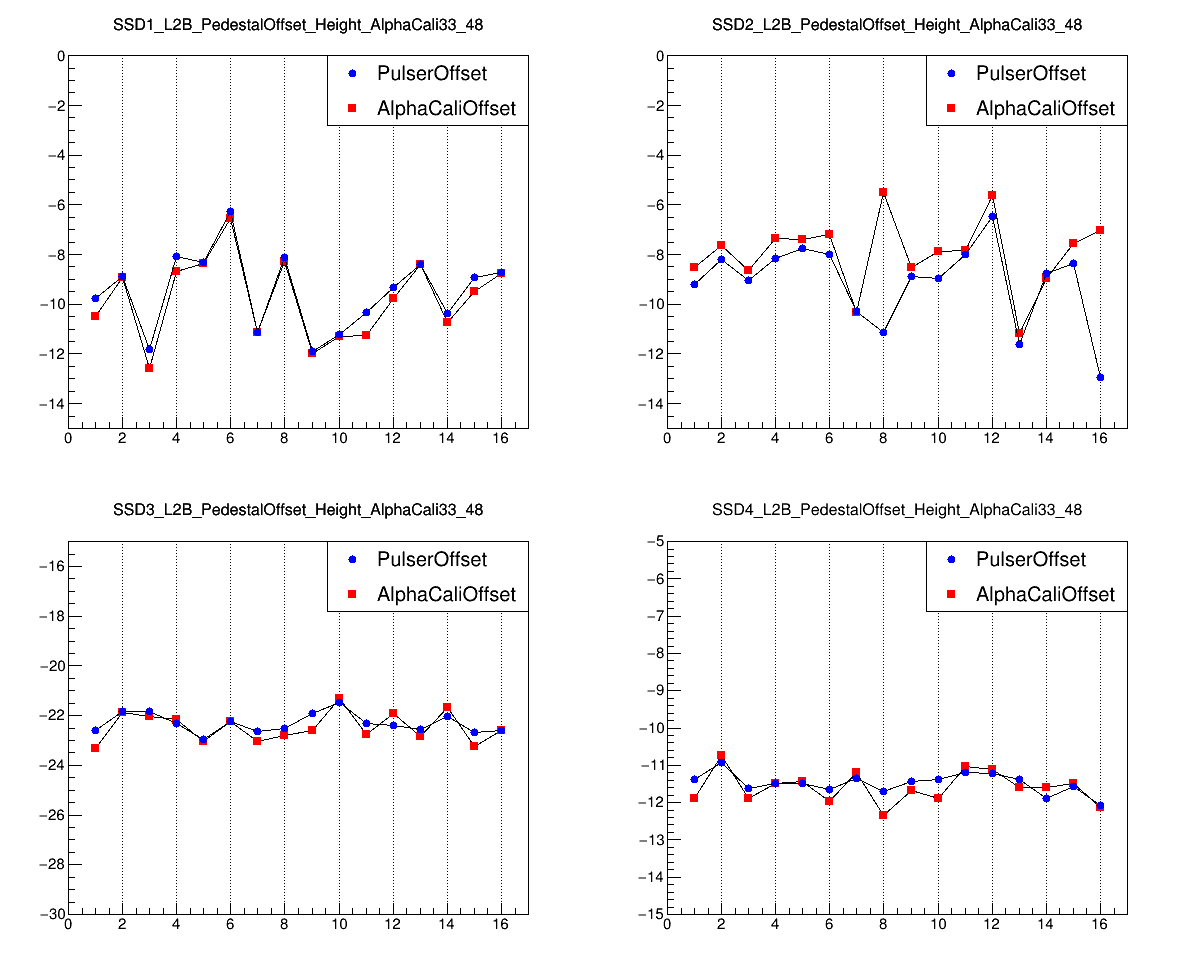 SSD1_L2B_PedestalOffset_Height_AlphaCali33_48
PulserOffset
AlphaCaliOffset
0
−2
−4
−6
−8
−10
−12
−14
0 2 4 6 8 10 12 14 16
SSD2_L2B_PedestalOffset_Height_AlphaCali33_48
PulserOffset
AlphaCaliOffset
0
−2
−4
−6
−8
−10
−12
−14
0 2 4 6 8 10 12 14 16
SSD3_L2B_PedestalOffset_Height_AlphaCali33_48
PulserOffset
AlphaCaliOffset
−16
−18
−20
−22
−24
−26
−28
−30
0 2 4 6 8 10 12 14 16
SSD4_L2B_PedestalOffset_Height_AlphaCali33_48
PulserOffset
AlphaCaliOffset
−5
−6
−7
−8
−9
−10
−11
−12
−13
−14
−15
0 2 4 6 8 10 12 14 16